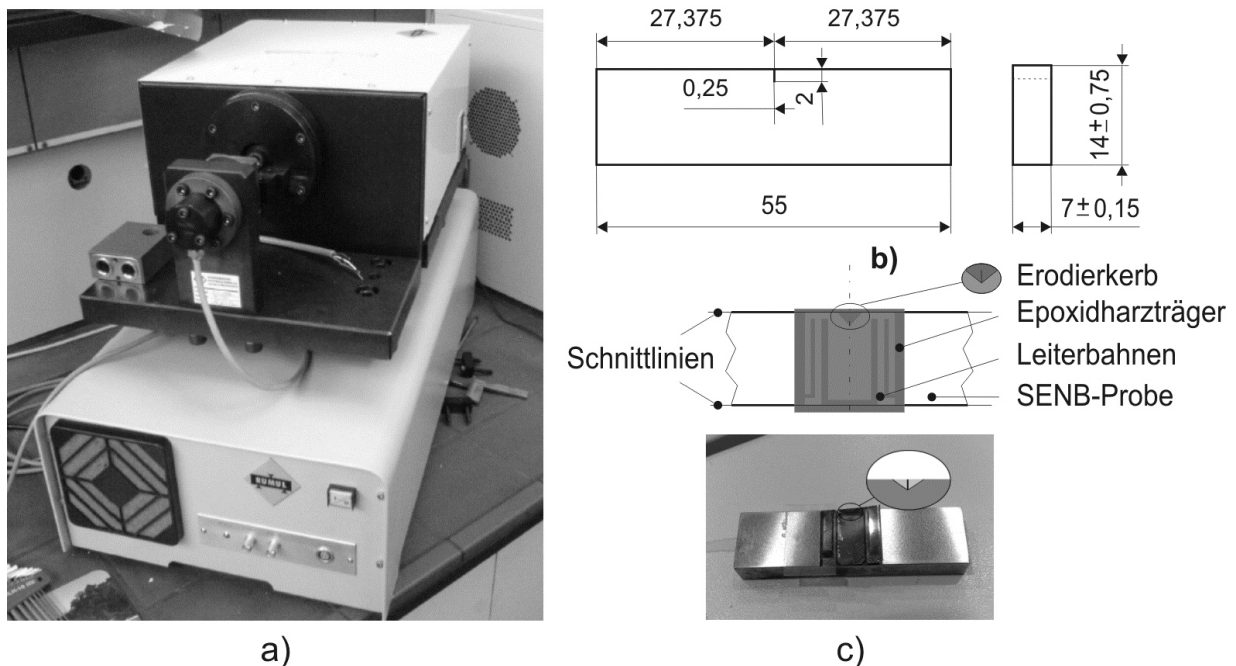 a)
RUMUL
27,375
27,375
0,25
2
14±0,75
55
7±0,15
b)
Erodierkerb
Epoxidharzträger
Leiterbahnen
SENB-Probe
Schnittlinien
a)
c)